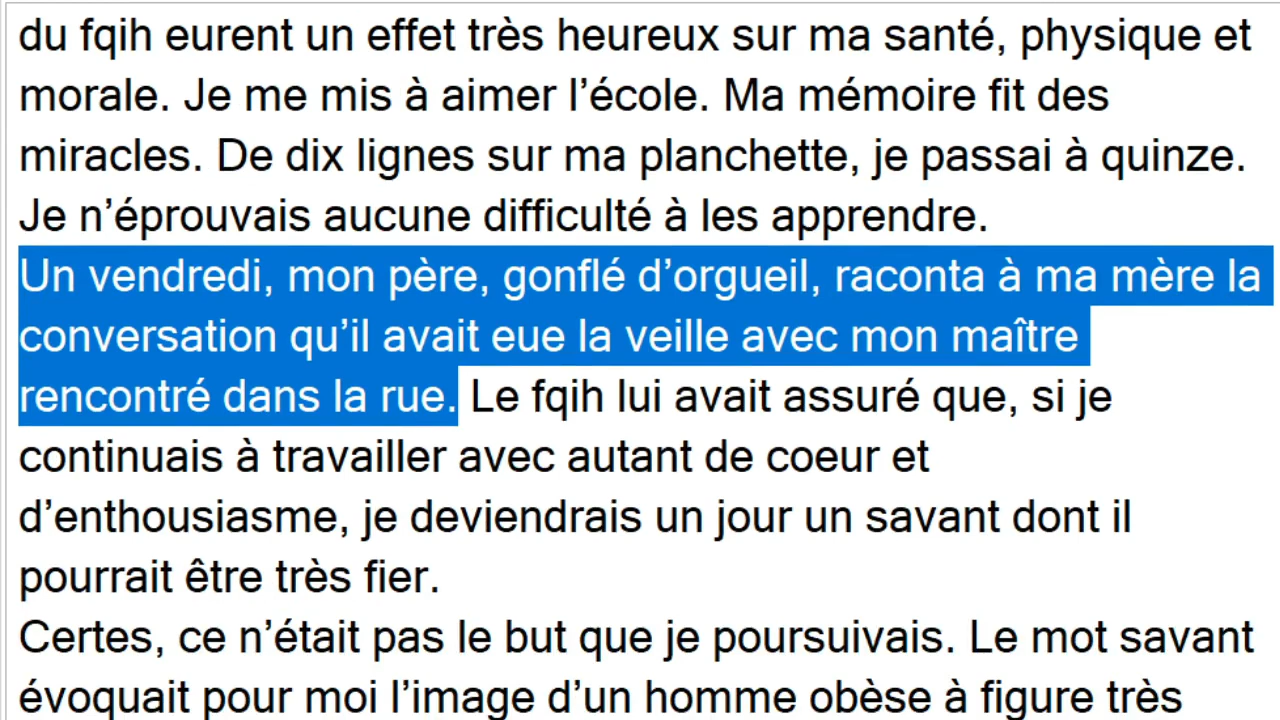 du fqih eurent un effet très heureux sur ma santé, physique et
morale. Je me mis à aimer l’école. Ma mémoire fit des
miracles. De dix lignes sur ma planchette, je passai à quinze.
Je n’éprouvais aucune difficulté à les apprendre.
Un vendredi, mon père, gonflé d’orgueil, raconta à ma mère la
conversation qu’il avait eue la veille avec mon maître
rencontré dans la rue. Le fqih lui avait assuré que, si je
continuais à travailler avec autant de coeur et
d’enthousiasme, je deviendrais un jour un savant dont il
pourrait être très fier.
Certes, ce n’était pas le but que je poursuivais. Le mot savant
évoquait pour moi l’image d’un homme obèse à figure très